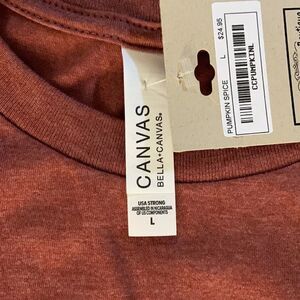 CANVAS
BELLA+CANVAS®
USA STRONG
ASSEMBLED IN NICARAGUA
OF US COMPONENTS
L
PUMPKIN SPICE
L
$24.95
CCPUMPKINL